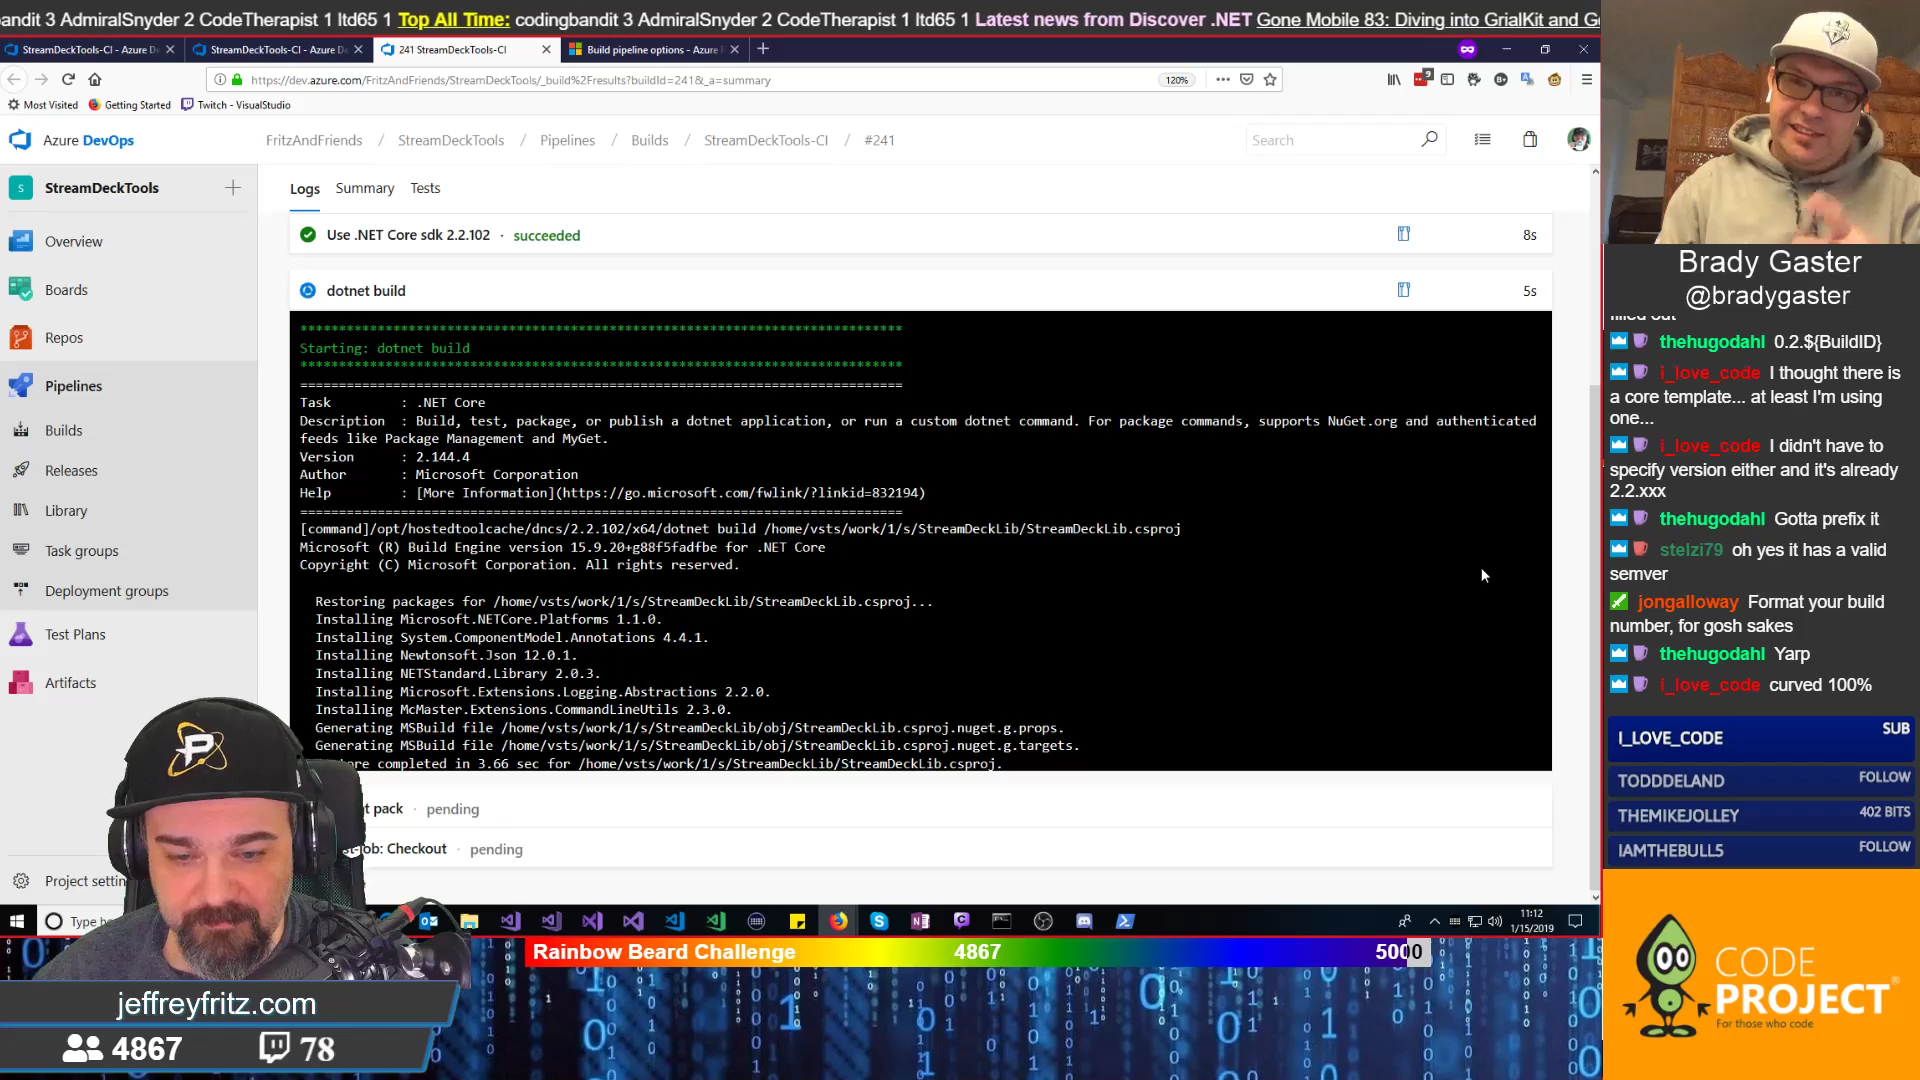 andit 3 AdmiralSnyder 2 CodeTherapist 1 ltd65 1 Top All Time: codingbandit 3 AdmiralSnyder 2 CodeTherapist 1 ltd65 1 Latest news from Discover .NET Gone Mobile 83: Diving into GrialKit and G
StreamDeckTools-CI - Azure De
StreamDeckTools-CI - Azure De
241 StreamDeckTools-CI
Build pipeline options - Azure
https://dev.azure.com/FritzAndFriends/StreamDeckTools/_build%2Fresults?buildId=241&_a=summary
120%
9
Most Visited
Getting Started
Twitch - VisualStudio
Azure DevOps
FritzAndFriends / StreamDeckTools / Pipelines / Builds / StreamDeckTools-CI / #241
Search
S StreamDeckTools
Overview
Boards
Repos
Pipelines
Builds
Releases
Library
Task groups
Deployment groups
Test Plans
Artifacts
Project settin
Logs Summary Tests
Use .NET Core sdk 2.2.102 · succeeded 8s
dotnet build 5s
******************************************************************************
Starting: dotnet build
******************************************************************************
==============================================================================
Task : .NET Core
Description : Build, test, package, or publish a dotnet application, or run a custom dotnet command. For package commands, supports NuGet.org and authenticated
feeds like Package Management and MyGet.
Version : 2.144.4
Author : Microsoft Corporation
Help : [More Information](https://go.microsoft.com/fwlink/?linkid=832194)
==============================================================================
[command]/opt/hostedtoolcache/dncs/2.2.102/x64/dotnet build /home/vsts/work/1/s/StreamDeckLib/StreamDeckLib.csproj
Microsoft (R) Build Engine version 15.9.20+g88f5fadfbe for .NET Core
Copyright (C) Microsoft Corporation. All rights reserved.
Restoring packages for /home/vsts/work/1/s/StreamDeckLib/StreamDeckLib.csproj...
Installing Microsoft.NETCore.Platforms 1.1.0.
Installing System.ComponentModel.Annotations 4.4.1.
Installing Newtonsoft.Json 12.0.1.
Installing NETStandard.Library 2.0.3.
Installing Microsoft.Extensions.Logging.Abstractions 2.2.0.
Installing McMaster.Extensions.CommandLineUtils 2.3.0.
Generating MSBuild file /home/vsts/work/1/s/StreamDeckLib/obj/StreamDeckLib.csproj.nuget.g.props.
Generating MSBuild file /home/vsts/work/1/s/StreamDeckLib/obj/StreamDeckLib.csproj.nuget.g.targets.
ore completed in 3.66 sec for /home/vsts/work/1/s/StreamDeckLib/StreamDeckLib.csproj.
t pack · pending
ob: Checkout · pending
Type he
11:12
1/15/2019
Brady Gaster
@bradygaster
filled out
thehugodahl 0.2.${BuildID}
i_love_code I thought there is
a core template... at least I'm using
one...
i_love_code I didn't have to
specify version either and it's already
2.2.xxx
thehugodahl Gotta prefix it
stelzi79 oh yes it has a valid
semver
jongalloway Format your build
number, for gosh sakes
thehugodahl Yarp
i_love_code curved 100%
I_LOVE_CODE SUB
TODDDELAND FOLLOW
THEMIKEJOLLEY 402 BITS
IAMTHEBULL5 FOLLOW
CODE
PROJECT
For those who code
Rainbow Beard Challenge 4867 5000
jeffreyfritz.com
4867 78